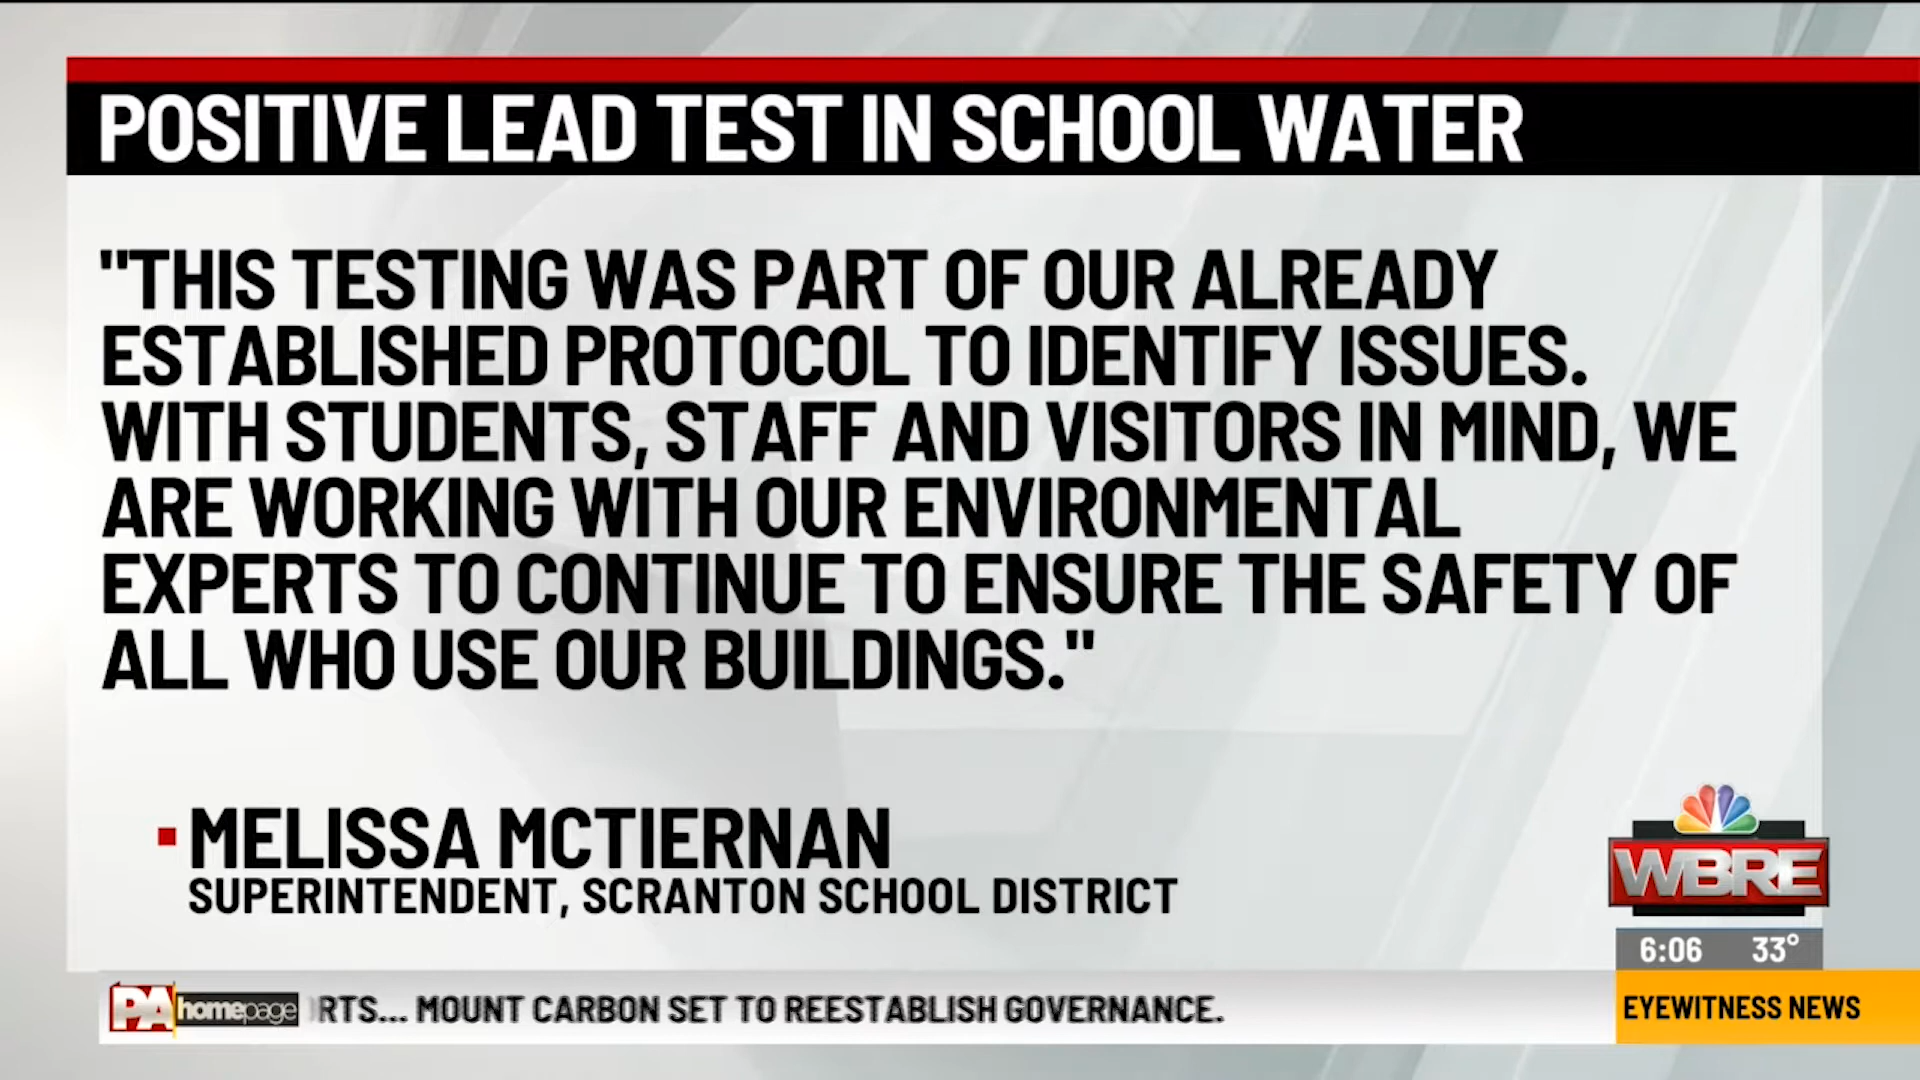 POSITIVE LEAD TEST IN SCHOOL WATER
"THIS TESTING WAS PART OF OUR ALREADY
ESTABLISHED PROTOCOL TO IDENTIFY ISSUES.
WITH STUDENTS, STAFF AND VISITORS IN MIND, WE
ARE WORKING WITH OUR ENVIRONMENTAL
EXPERTS TO CONTINUE TO ENSURE THE SAFETY OF
ALL WHO USE OUR BUILDINGS."
MELISSA MCTIERNAN
SUPERINTENDENT, SCRANTON SCHOOL DISTRICT
WBRE
6:06 33°
PA homepage RTS... MOUNT CARBON SET TO REESTABLISH GOVERNANCE.
EYEWITNESS NEWS